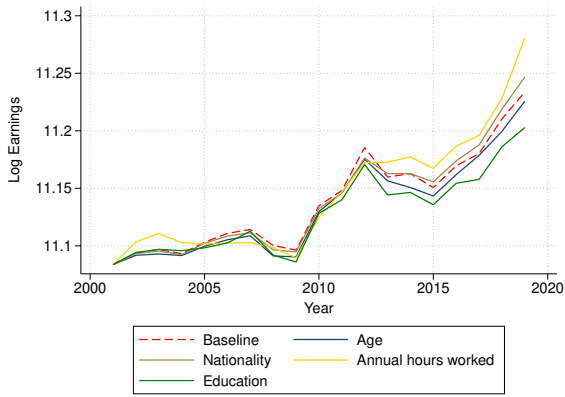 11.3
11.25
11.2
11.15
11.1
Log Earnings
2000 2005 2010 2015 2020
Year
Baseline Age
Nationality Annual hours worked
Education